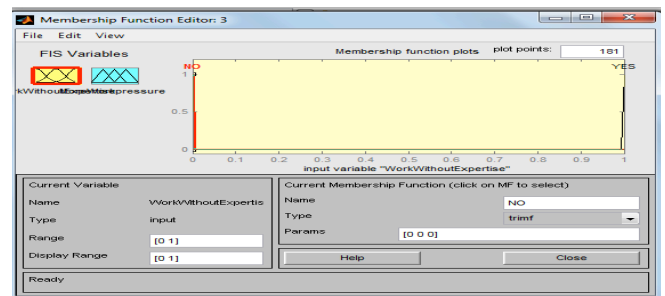 Membership Function Editor: 3
File Edit View
FIS Variables
Membership function plots plot points: 181
NO YES
1
0.5
0
0 0.1 0.2 0.3 0.4 0.5 0.6 0.7 0.8 0.9 1
input variable "WorkWithoutExpertise"
Current Variable
Name WorkWithoutExpertis
Type input
Range [0 1]
Display Range [0 1]
Current Membership Function (click on MF to select)
Name NO
Type trimf
Params [0 0 0]
Help Close
Ready